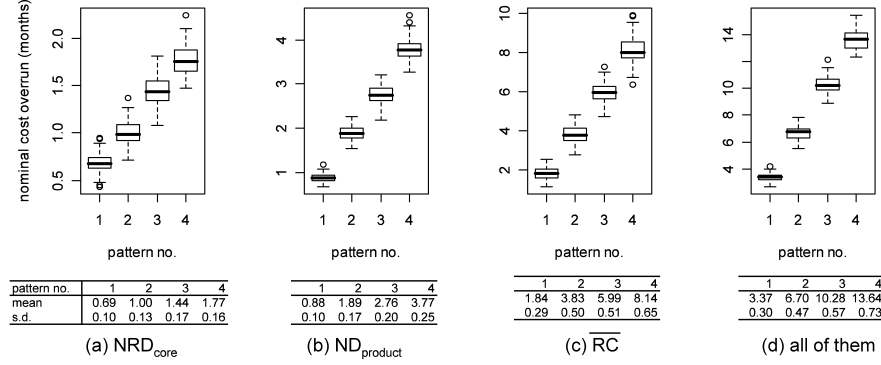 nominal cost overrun (months)
0.5 1.0 1.5 2.0
1 2 3 4
pattern no.
1 2 3 4
1 2 3 4
pattern no.
2 4 6 8 10
1 2 3 4
pattern no.
4 6 8 10 14
1 2 3 4
pattern no.
pattern no. 1 2 3 4
mean 0.69 1.00 1.44 1.77
s.d. 0.10 0.13 0.17 0.16
(a) NRDcore
1 2 3 4
0.88 1.89 2.76 3.77
0.10 0.17 0.20 0.25
(b) NDproduct
1 2 3 4
1.84 3.83 5.99 8.14
0.29 0.50 0.51 0.65
(c) RC
1 2 3 4
3.37 6.70 10.28 13.64
0.30 0.47 0.57 0.73
(d) all of them